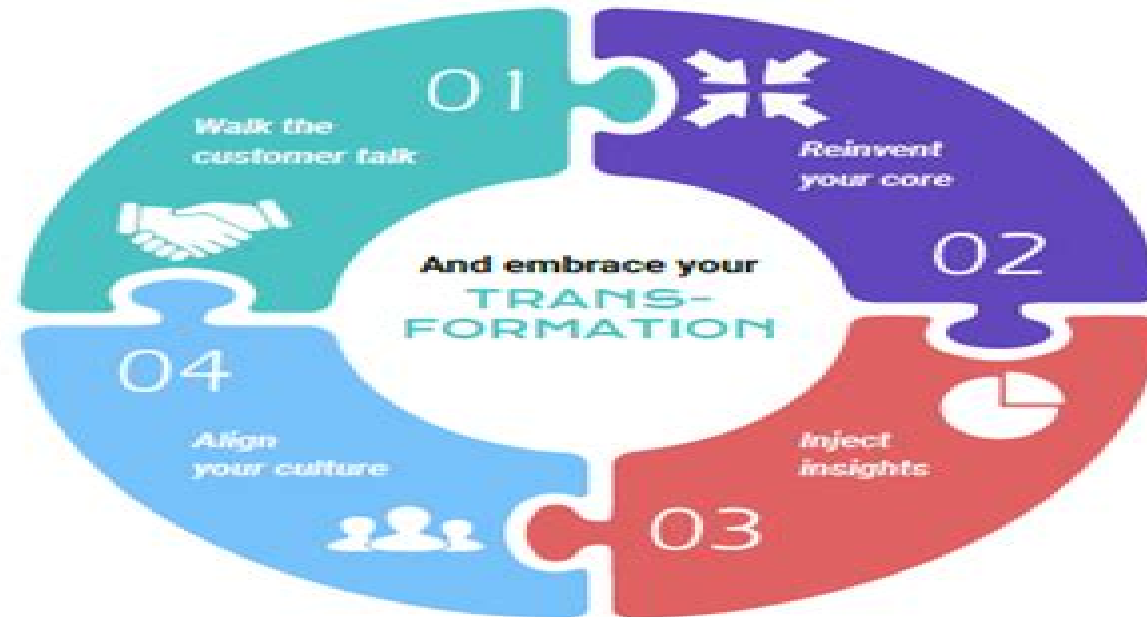 01
Walk the
customer talk
Reinvent
your core
02
And embrace your
TRANS-
FORMATION
Inject
insights
03
04
Align
your culture